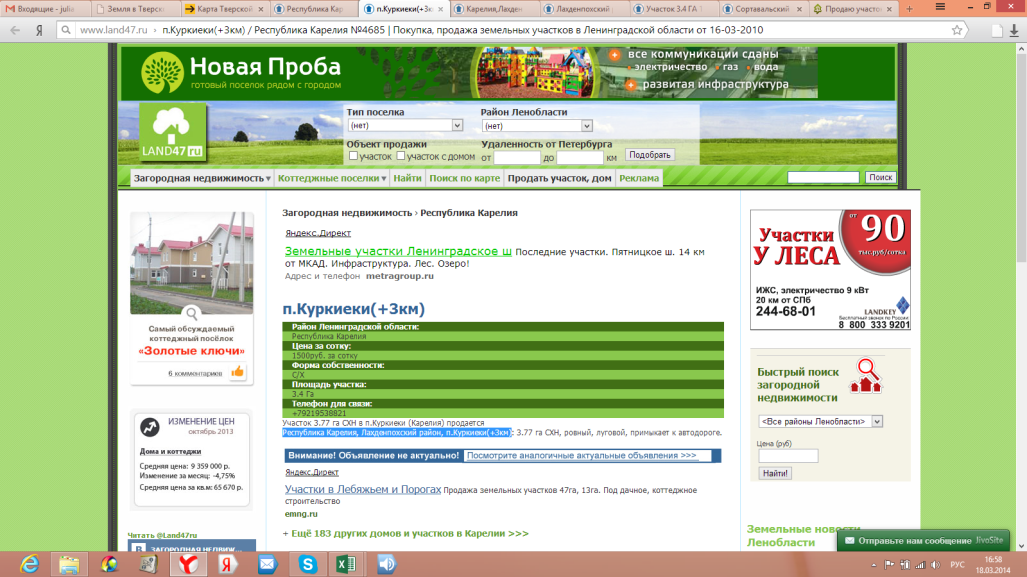 Входящие - julia
Земля в Тверск
Карта Тверской
Республика Кар
п.Куркиеки(+3к
Карелия,Лахден
Лахденпохский
Участок 3.4 ГА
Сортавальский
Продаю участок
www.land47.ru • п.Куркиеки(+3км) / Республика Карелия №4685 | Покупка, продажа земельных участков в Ленинградской области от 16-03-2010
Новая Проба
готовый поселок рядом с городом
все коммуникации сданы
электричество • газ • вода
развитая инфраструктура
LAND47.ru
Тип поселка
(нет)
Район Ленобласти
(нет)
Объект продажи
участок участок с домом
Удаленность от Петербурга
от до км
Подобрать
Загородная недвижимость Коттеджные поселки Найти Поиск по карте Продать участок, дом Реклама
Поиск
Самый обсуждаемый
коттеджный посёлок
«Золотые ключи»
6 комментариев
ИЗМЕНЕНИЕ ЦЕН
октябрь 2013
Дома и коттеджи
Средняя цена: 9 359 000 р.
Изменение за месяц: -4,75%
Средняя цена за кв.м: 65 670 р.
Читать @Land47ru
ЗАГОРОДНАЯ НЕДВИЖ...
Загородная недвижимость › Республика Карелия
Яндекс.Директ
Земельные участки Ленинградское ш Последние участки. Пятницкое ш. 14 км
от МКАД. Инфраструктура. Лес. Озеро!
Адрес и телефон metragroup.ru
п.Куркиеки(+3км)
Район Ленинградской области:
Республика Карелия
Цена за сотку:
1500руб. за сотку
Форма собственности:
С/Х
Площадь участка:
3.4 Га
Телефон для связи:
+79219538821
Участок 3.77 га СХН в п.Куркиеки (Карелия) продается
Республика Карелия, Лахденпохский район, п.Куркиеки(+3км): 3.77 га СХН, ровный, луговой, примыкает к автодороге.
Внимание! Объявление не актуально! Посмотрите аналогичные актуальные объявления >>>
Яндекс.Директ
Участки в Лебяжьем и Порогах Продажа земельных участков 47га, 13га. Под дачное, коттеджное
строительство
emng.ru
+ Ещё 183 других домов и участков в Карелии >>>
Участки
У ЛЕСА
от
90
тыс.руб/сотка
ИЖС, электричество 9 кВт
20 км от СПб
244-68-01
LANDKEY
Бесплатный звонок по России
8 800 333 9201
Быстрый поиск
загородной
недвижимости
<Все районы Ленобласти>
Цена (руб)
Найти!
Земельные новости
Ленобласти
Отправьте нам сообщение JivoSite
РУС
16:58
18.03.2014